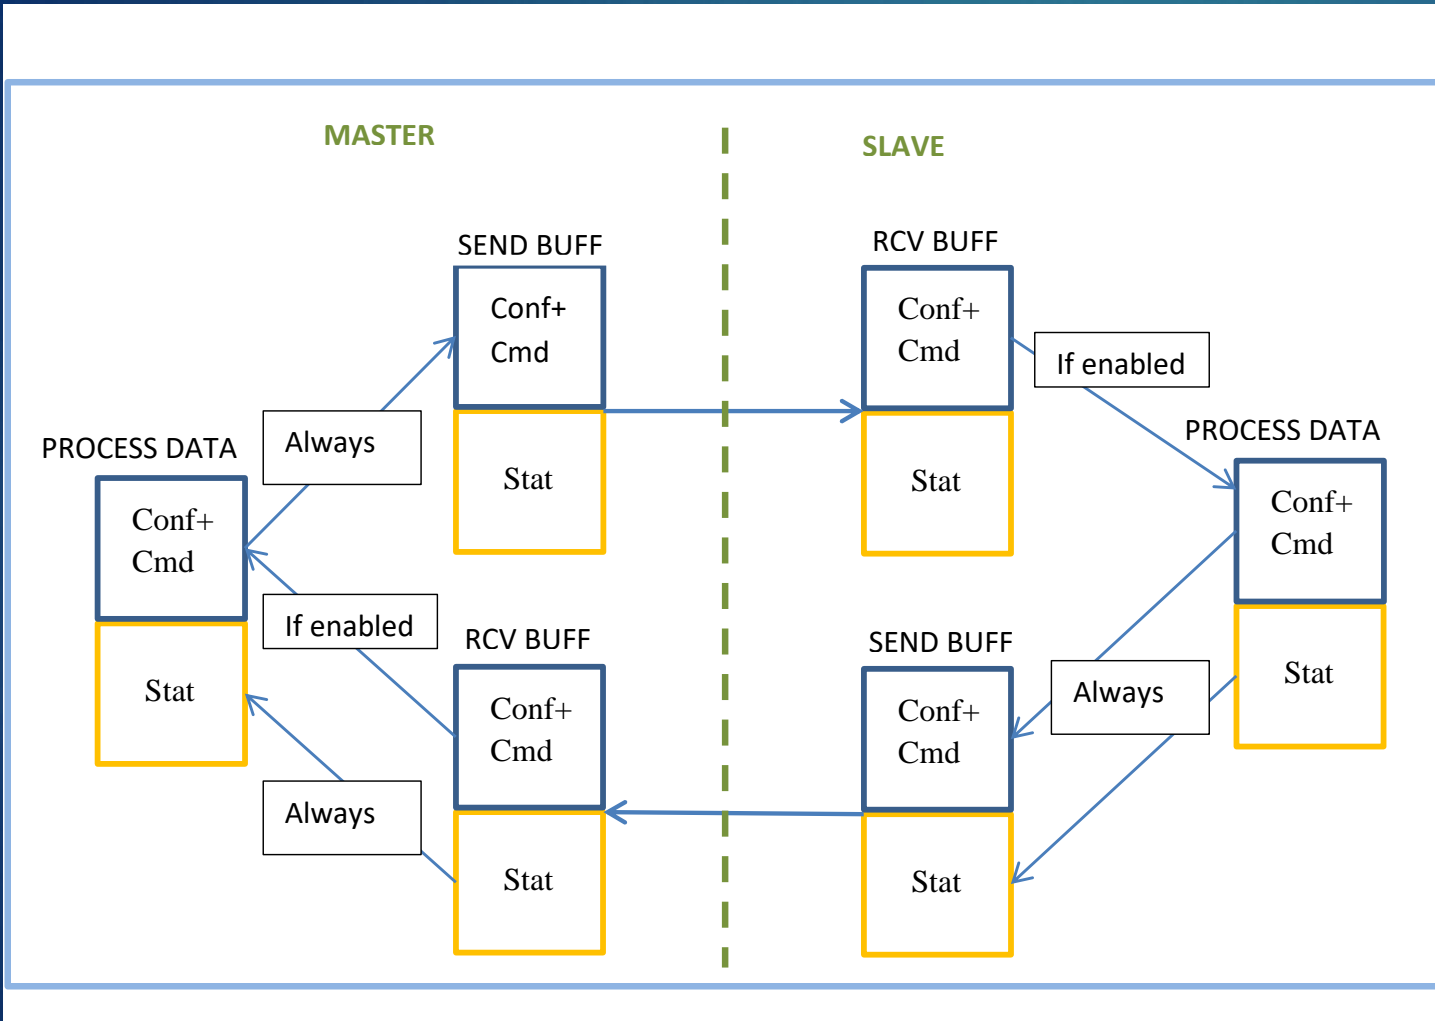 MASTER
SLAVE
SEND BUFF
Conf+
Cmd
Stat
RCV BUFF
Conf+
Cmd
Stat
If enabled
Always
PROCESS DATA
Conf+
Cmd
Stat
PROCESS DATA
Conf+
Cmd
Stat
If enabled
Always
RCV BUFF
Conf+
Cmd
Stat
SEND BUFF
Conf+
Cmd
Stat
Always